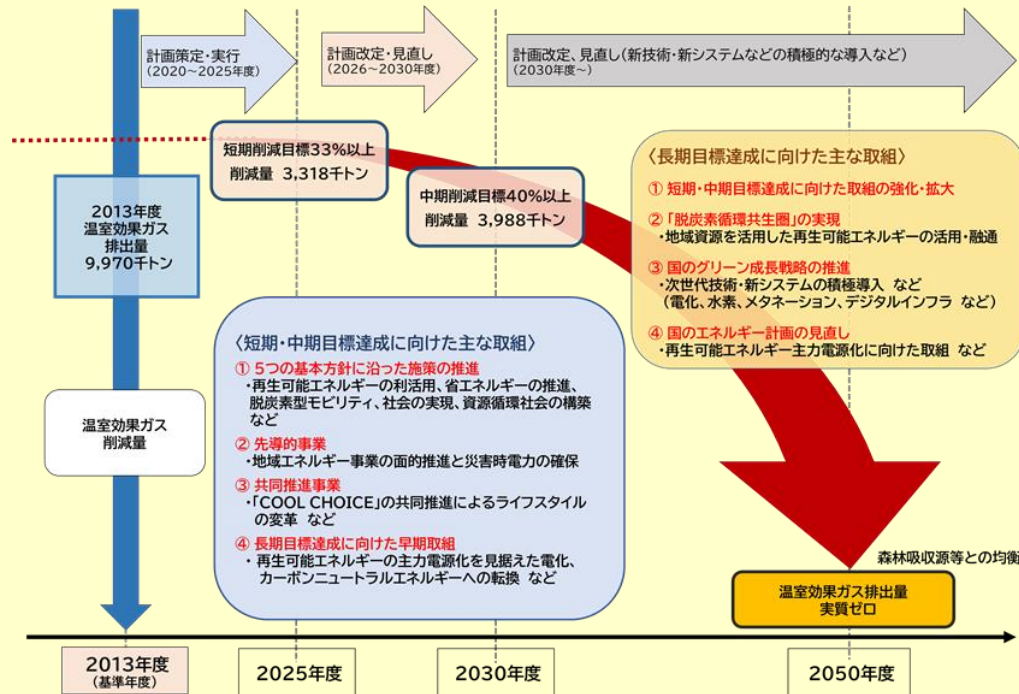 計画策定・実行
(2020～2025年度)
計画改定・見直し
(2026～2030年度)
計画改定、見直し(新技術・新システムなどの積極的な導入など)
(2030年度～)
短期削減目標33%以上
削減量 3,318千トン
中期削減目標40%以上
削減量 3,988千トン
2013年度
温室効果ガス
排出量
9,970千トン
温室効果ガス
削減量
〈長期目標達成に向けた主な取組〉
① 短期・中期目標達成に向けた取組の強化・拡大
② 「脱炭素循環共生圏」の実現
・地域資源を活用した再生可能エネルギーの活用・融通
③ 国のグリーン成長戦略の推進
・次世代技術・新システムの積極導入 など
(電化、水素、メタネーション、デジタルインフラ など)
④ 国のエネルギー計画の見直し
・再生可能エネルギー主力電源化に向けた取組 など
〈短期・中期目標達成に向けた主な取組〉
① 5つの基本方針に沿った施策の推進
・再生可能エネルギーの利活用、省エネルギーの推進、
脱炭素型モビリティ、社会の実現、資源循環社会の構築
など
② 先導的事業
・地域エネルギー事業の面的推進と災害時電力の確保
③ 共同推進事業
・「COOL CHOICE」の共同推進によるライフスタイル
の変革 など
④ 長期目標達成に向けた早期取組
・ 再生可能エネルギーの主力電源化を見据えた電化、
カーボンニュートラルエネルギーへの転換 など
森林吸収源等との均衡
温室効果ガス排出量
実質ゼロ
2013年度
(基準年度)
2025年度
2030年度
2050年度